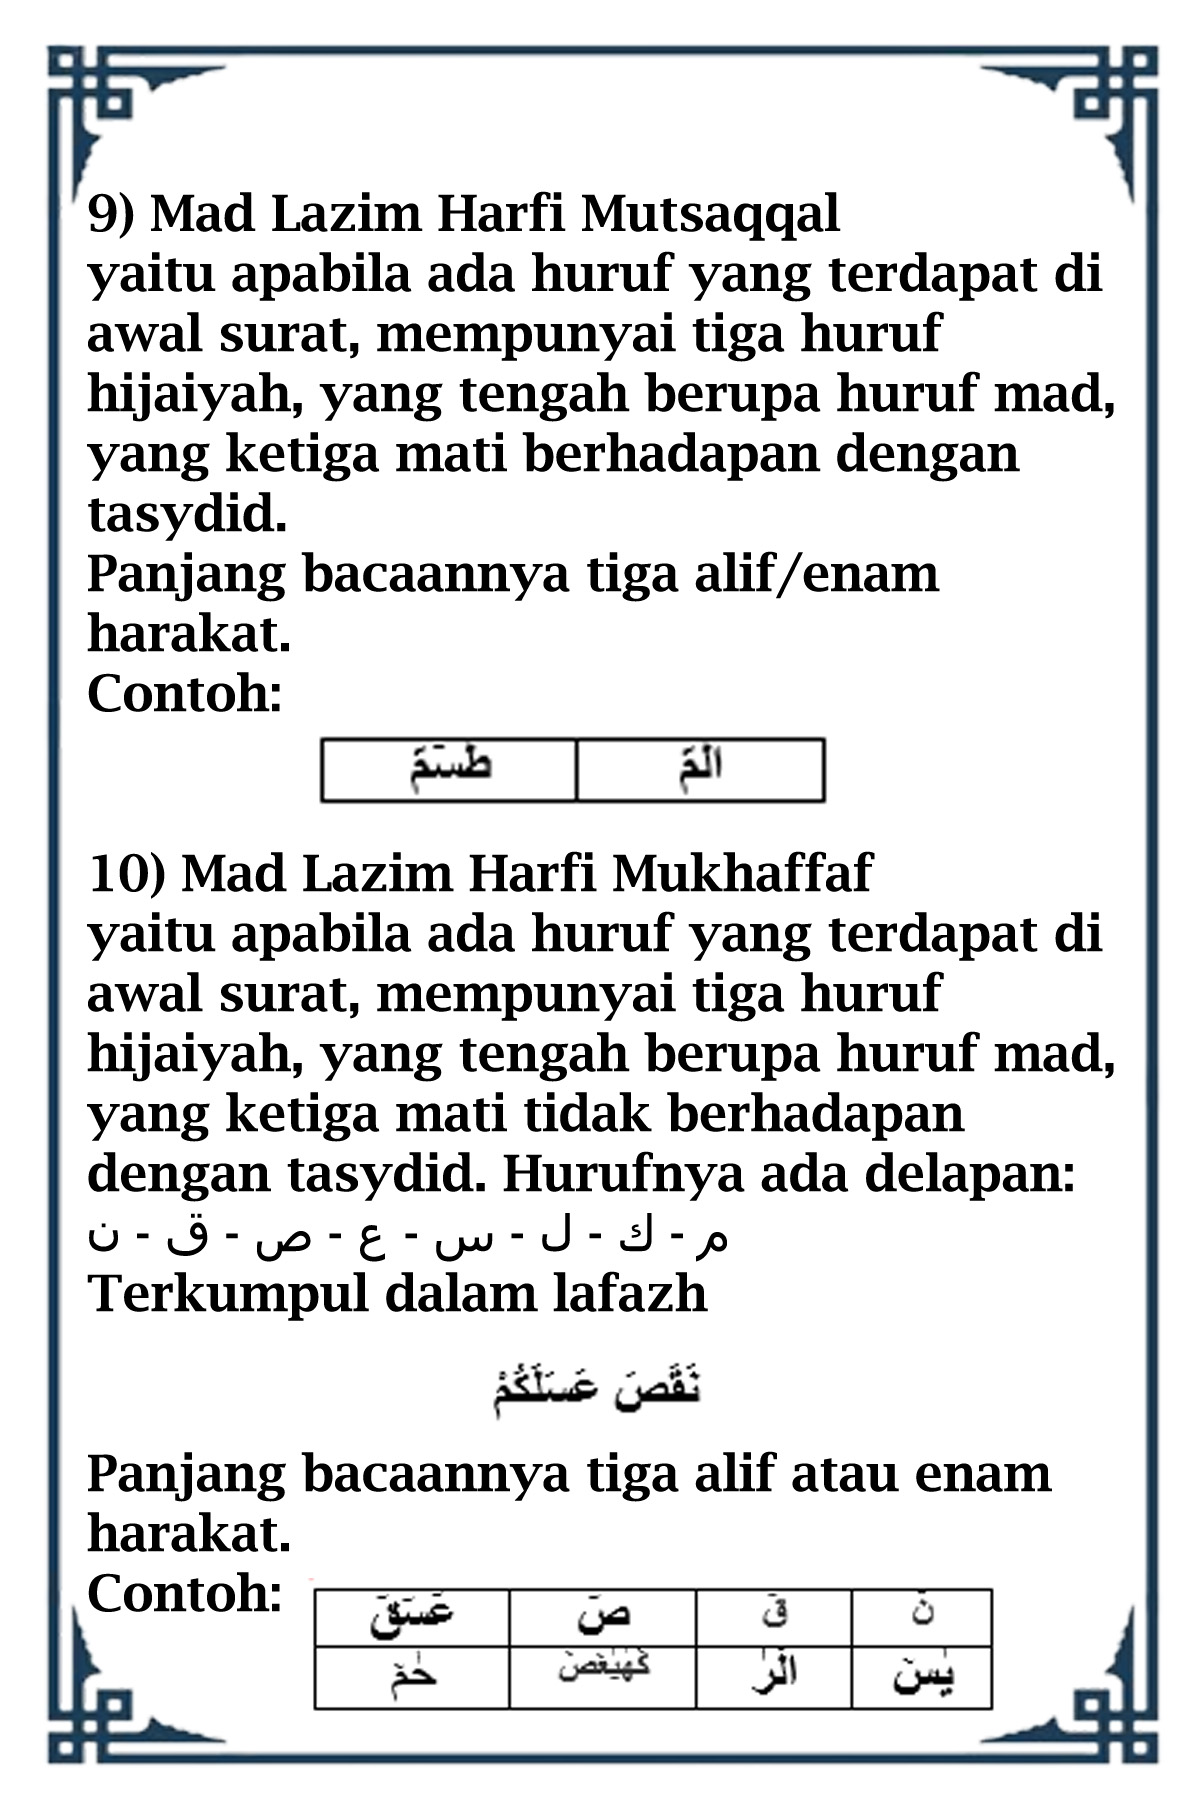 9) Mad Lazim Harfi Mutsaqqal
yaitu apabila ada huruf yang terdapat di
awal surat, mempunyai tiga huruf
hijaiyah, yang tengah berupa huruf mad,
yang ketiga mati berhadapan dengan
tasydid.
Panjang bacaannya tiga alif/enam
harakat.
Contoh:
الٓمّٓ طسٓمّٓ
10) Mad Lazim Harfi Mukhaffaf
yaitu apabila ada huruf yang terdapat di
awal surat, mempunyai tiga huruf
hijaiyah, yang tengah berupa huruf mad,
yang ketiga mati tidak berhadapan
dengan tasydid. Hurufnya ada delapan:
م - ك - ل - س - ع - ص - ق - ن
Terkumpul dalam lafazh
نَقَصَ عَسَلُكُمْ
Panjang bacaannya tiga alif atau enam
harakat.
Contoh:
نٓ قٓ صٓ عٓسٓقٓ
يٰسٓ الٓرٰ كٓهٰيٰعٓصٓ حٰمٓ